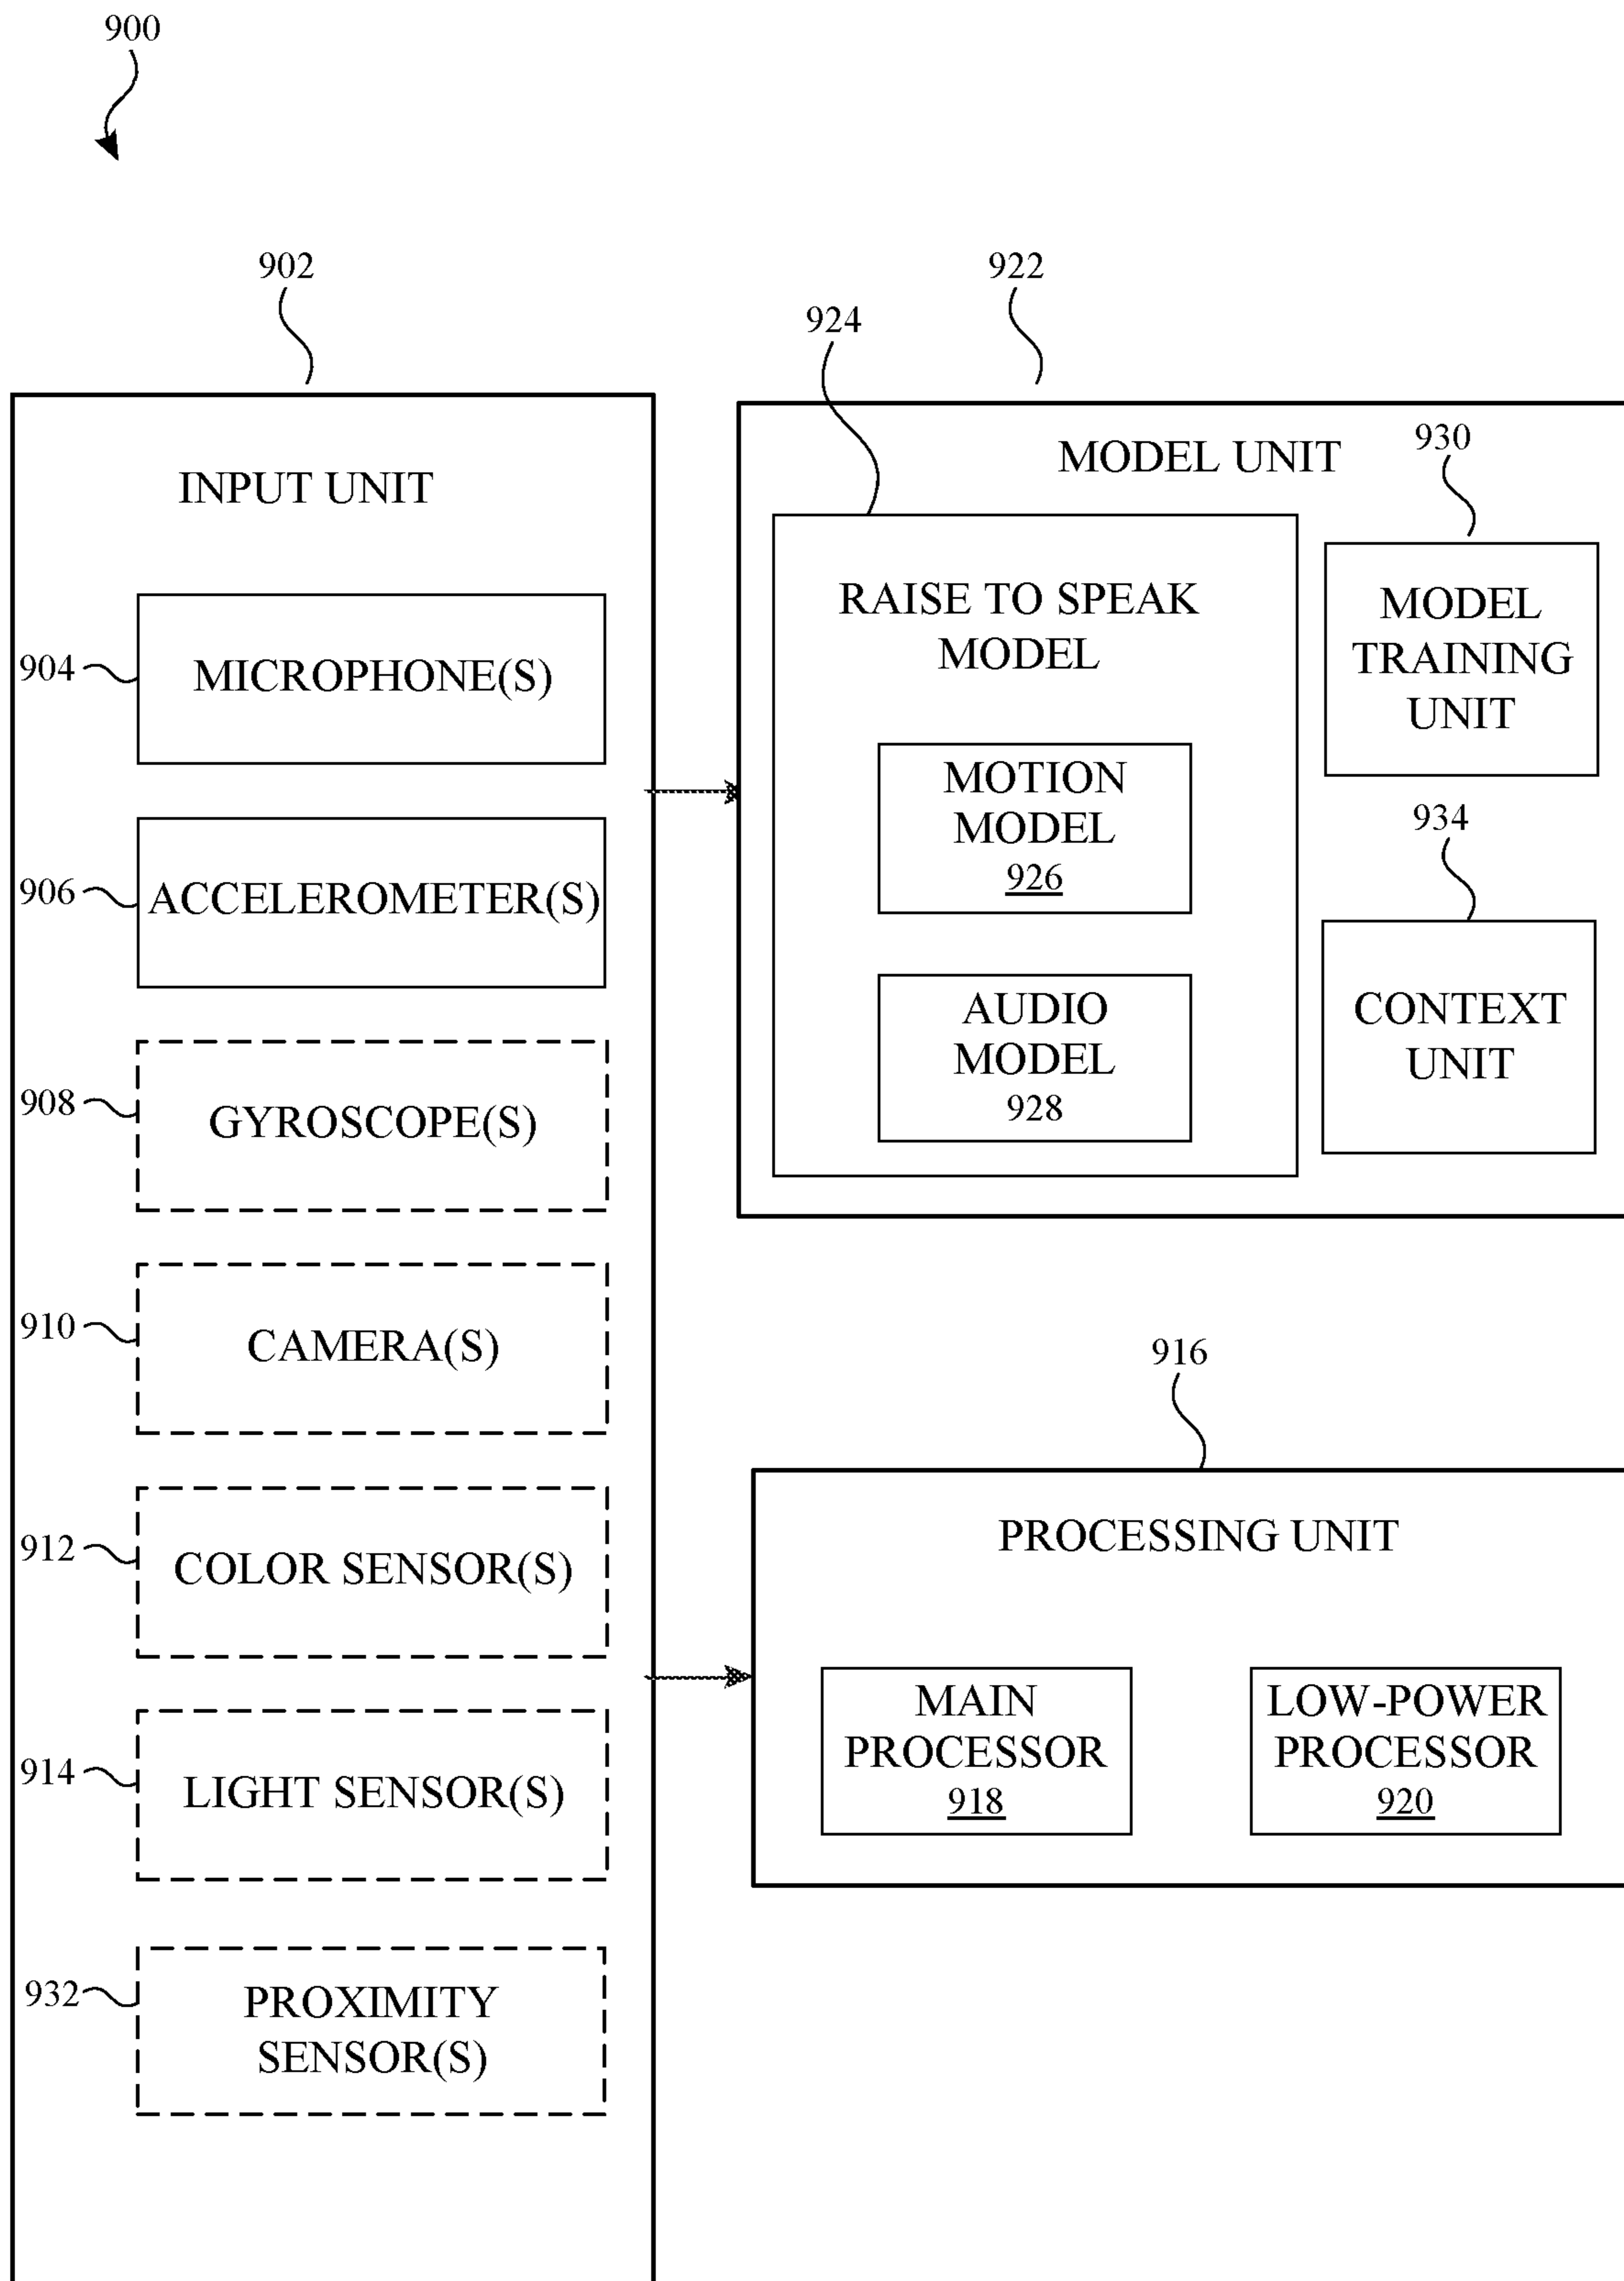 900
902
INPUT UNIT
904
MICROPHONE(S)
906
ACCELEROMETER(S)
908
GYROSCOPE(S)
910
CAMERA(S)
912
COLOR SENSOR(S)
914
LIGHT SENSOR(S)
932
PROXIMITY
SENSOR(S)
922
924
MODEL UNIT
RAISE TO SPEAK
MODEL
MOTION
MODEL
926
AUDIO
MODEL
928
930
MODEL
TRAINING
UNIT
934
CONTEXT
UNIT
916
PROCESSING UNIT
MAIN
PROCESSOR
918
LOW-POWER
PROCESSOR
920